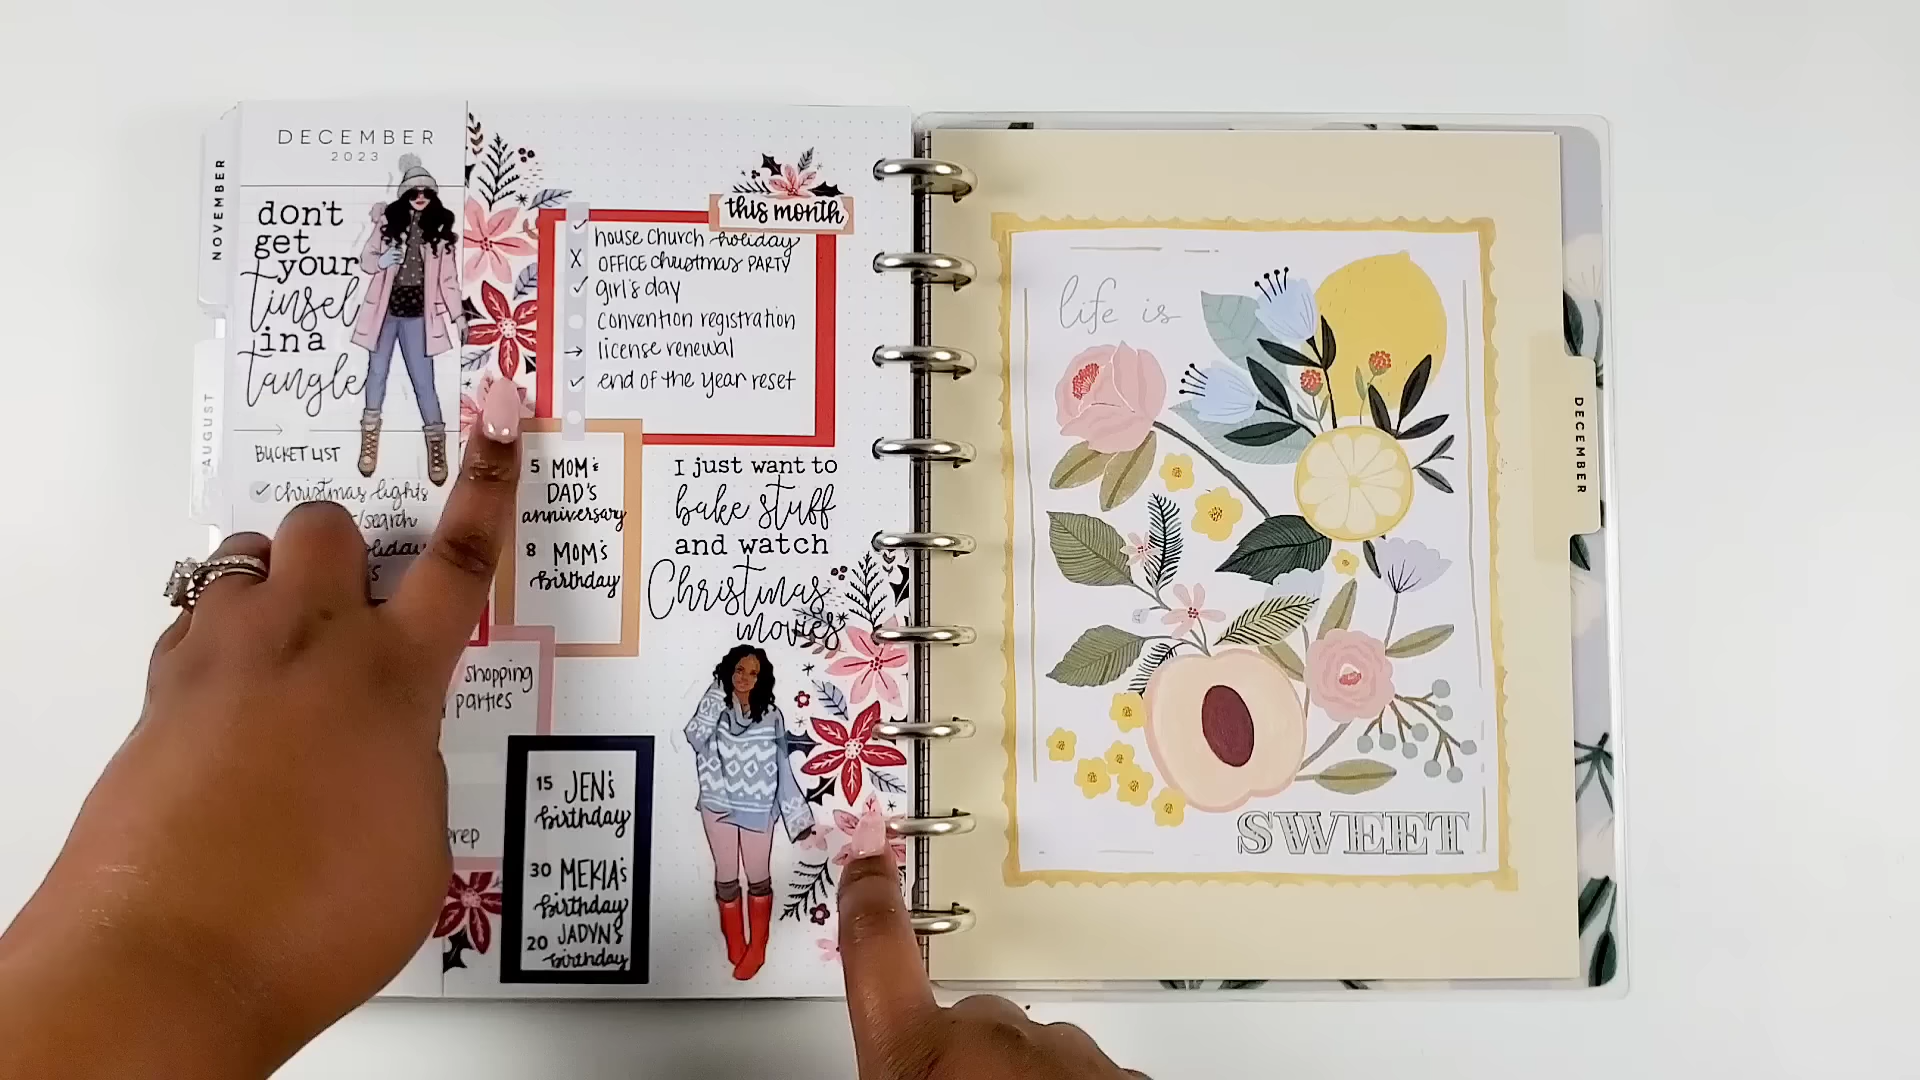 NOVEMBER
AUGUST
DECEMBER
2023
don't
get
your
tinsel
in a
tangle
BUCKET LIST
✓ christmas lights
/search
holiday
this month
✓ house church holiday
X OFFICE christmas PARTY
✓ girl's day
convention registration
→ license renewal
✓ end of the year reset
5 MOM &
DAD'S
anniversary
8 MOM'S
birthday
I just want to
bake stuff
and watch
Christmas
movies
shopping
parties
prep
15 JEN'S
birthday
30 MEKIA'S
birthday
20 JADYN'S
birthday
life is
SWEET
DECEMBER